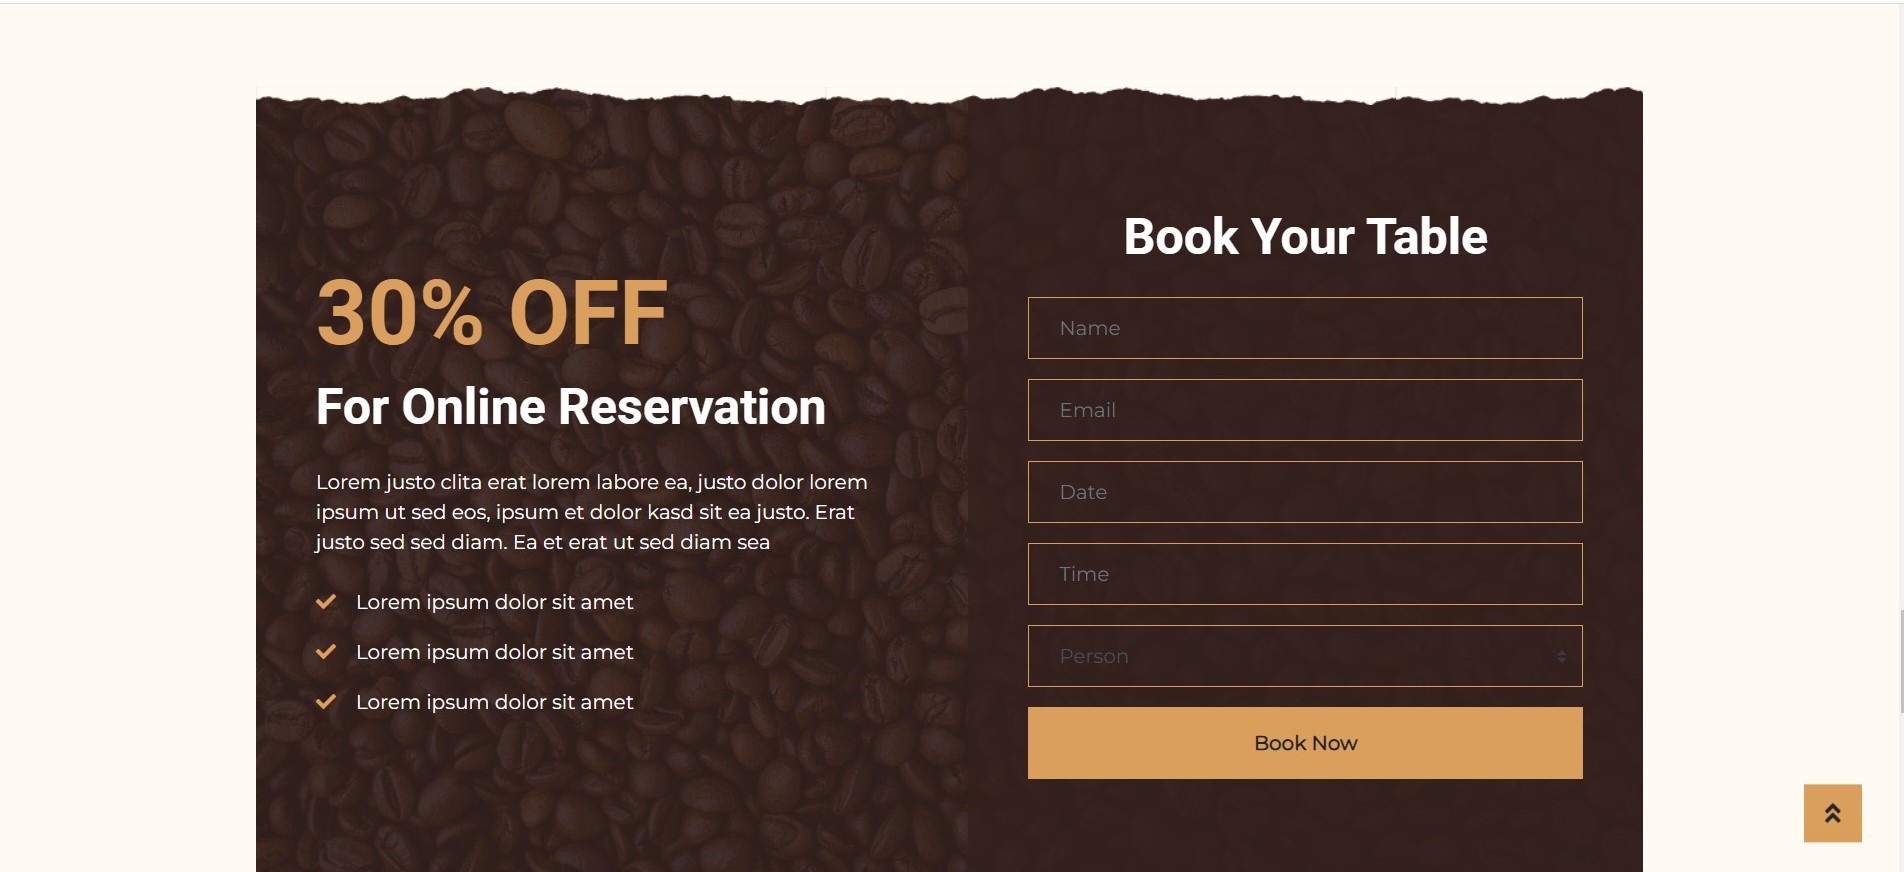 30% OFF
For Online Reservation
Lorem justo clita erat lorem labore ea, justo dolor lorem
ipsum ut sed eos, ipsum et dolor kasd sit ea justo. Erat
justo sed sed diam. Ea et erat ut sed diam sea
Lorem ipsum dolor sit amet
Lorem ipsum dolor sit amet
Lorem ipsum dolor sit amet
Book Your Table
Name
Email
Date
Time
Person
Book Now